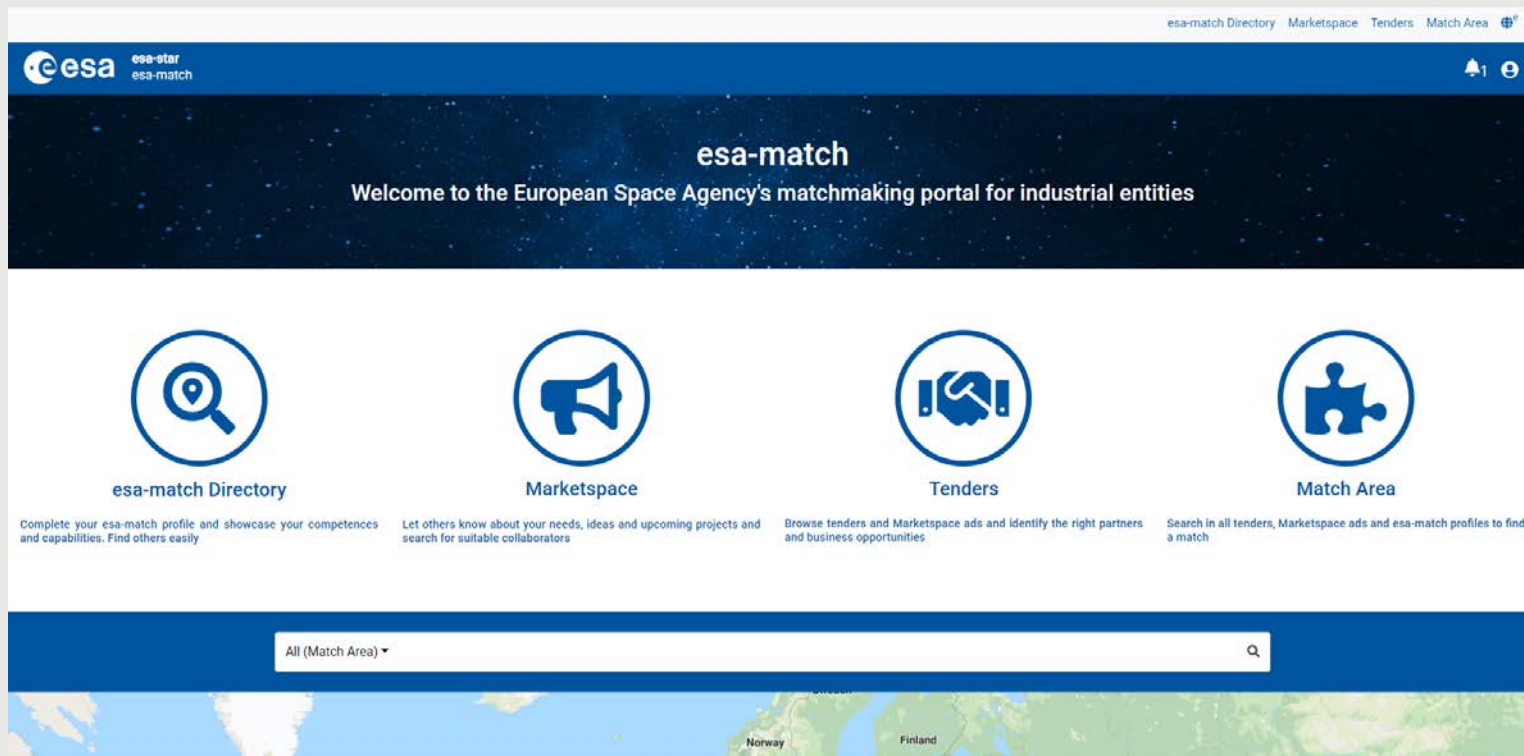 esa-match Directory Marketspace Tenders Match Area
esa esa-star
esa-match
1
esa-match
Welcome to the European Space Agency's matchmaking portal for industrial entities
esa-match Directory
Complete your esa-match profile and showcase your competences
and capabilities. Find others easily
Marketspace
Let others know about your needs, ideas and upcoming projects and
search for suitable collaborators
Tenders
Browse tenders and Marketspace ads and identify the right partners
and business opportunities
Match Area
Search in all tenders, Marketspace ads and esa-match profiles to find
a match
All (Match Area)
Norway
Finland